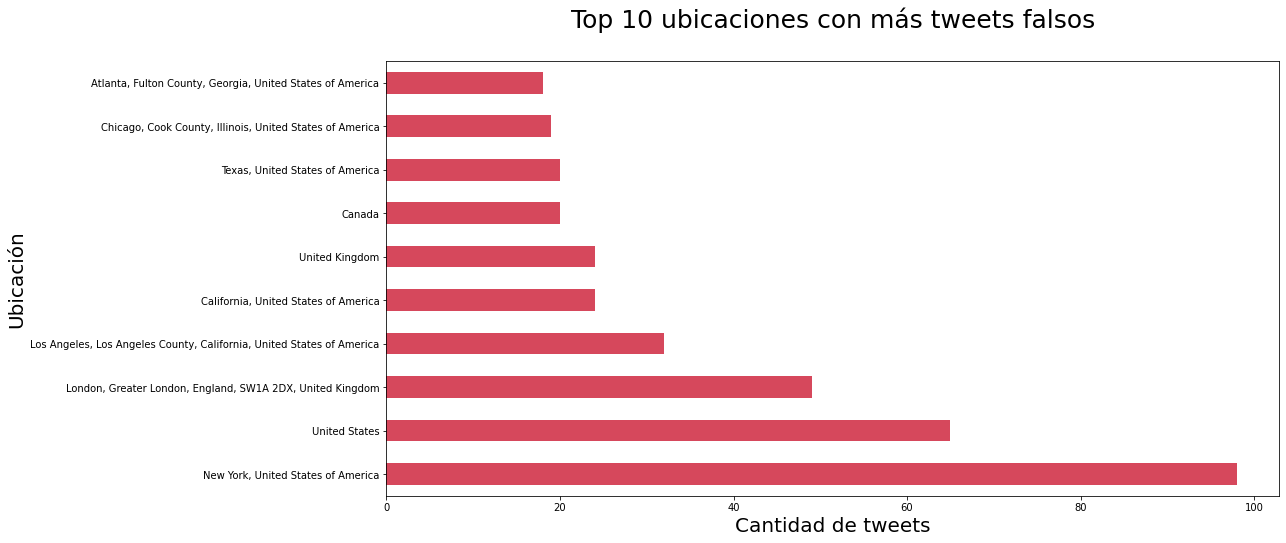 Top 10 ubicaciones con más tweets falsos
Atlanta, Fulton County, Georgia, United States of America
Chicago, Cook County, Illinois, United States of America
Texas, United States of America
Canada
United Kingdom
California, United States of America
Los Angeles, Los Angeles County, California, United States of America
London, Greater London, England, SW1A 2DX, United Kingdom
United States
New York, United States of America
Ubicación
0 20 40 60 80 100
Cantidad de tweets